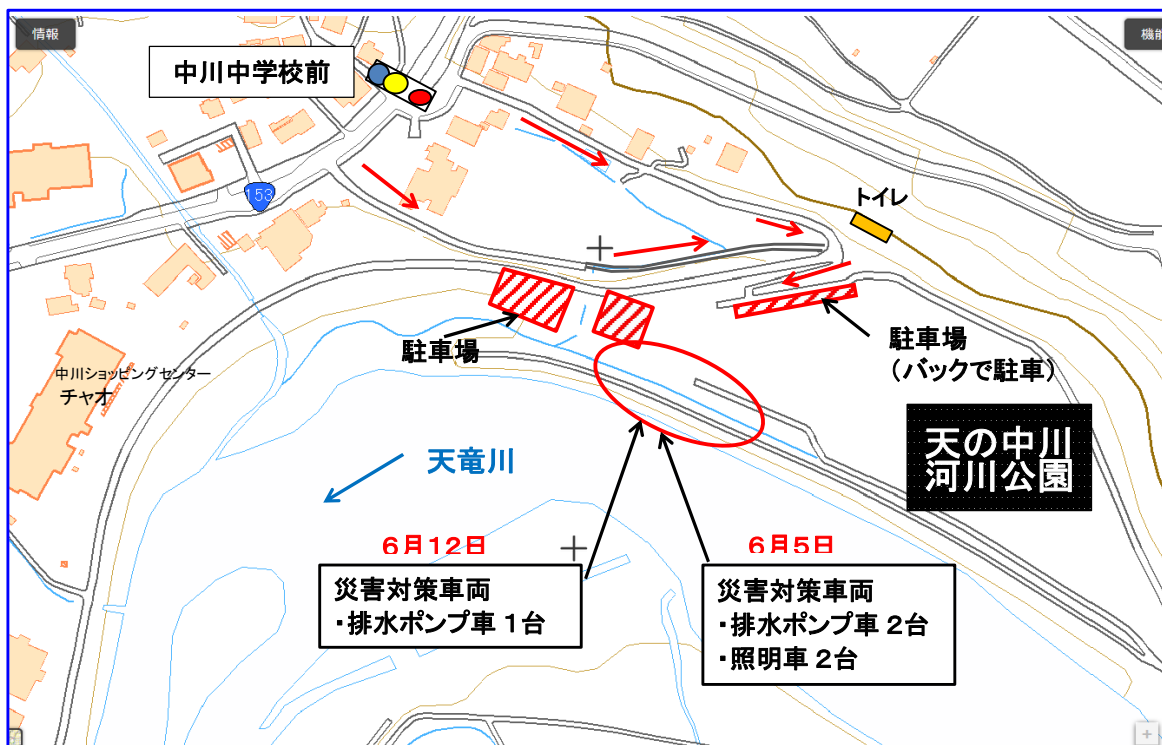 情報
機能
中川中学校前
153
トイレ
駐車場
駐車場
（バックで駐車）
中川ショッピングセンター
チャオ
天の中川
河川公園
天竜川
6月12日
6月5日
災害対策車両
・排水ポンプ車 1台
災害対策車両
・排水ポンプ車 2台
・照明車 2台